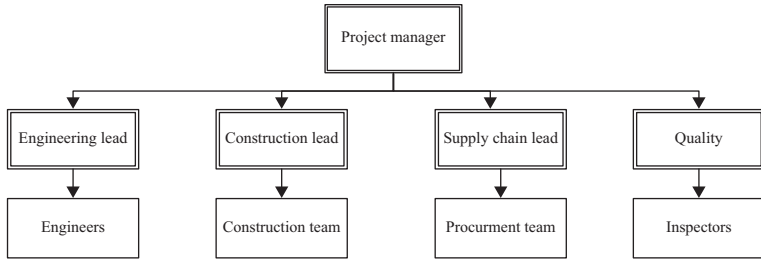 Project manager
Engineering lead
Construction lead
Supply chain lead
Quality
Engineers
Construction team
Procurment team
Inspectors